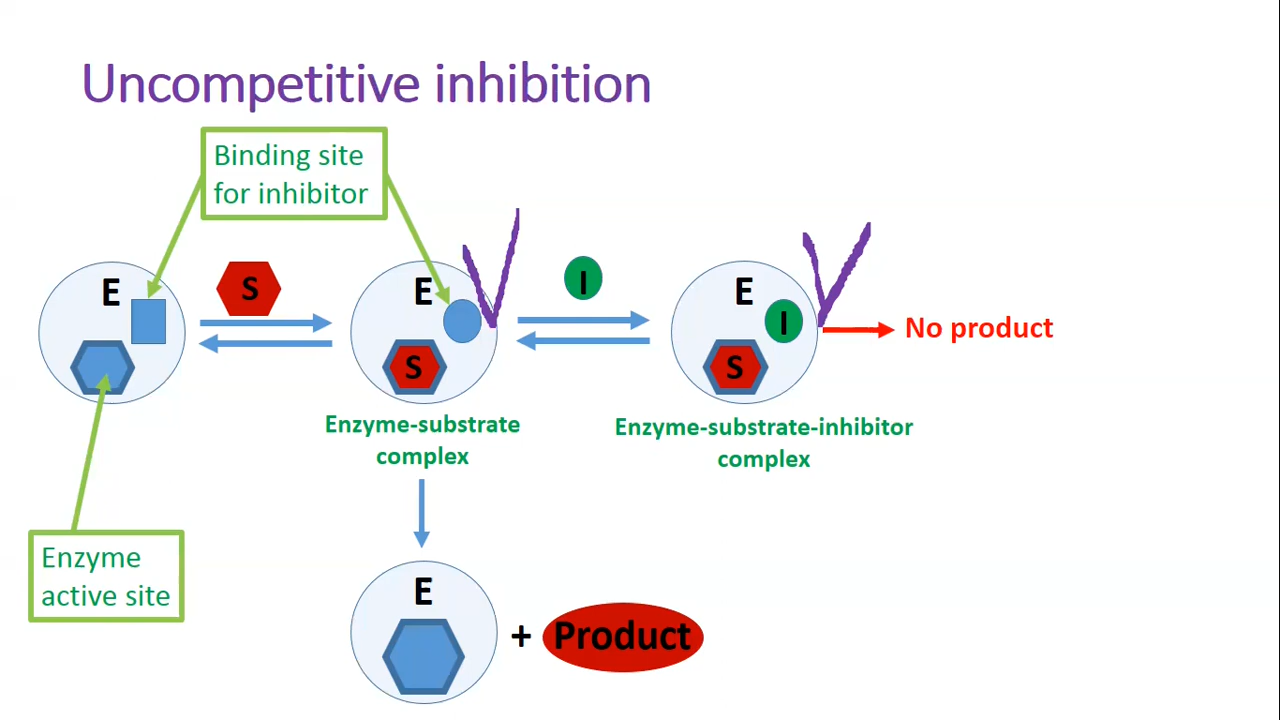 Uncompetitive inhibition
Binding site
for inhibitor
E
S
E
S
I
E
I
S
No product
Enzyme-substrate
complex
Enzyme-substrate-inhibitor
complex
Enzyme
active site
E
+ Product